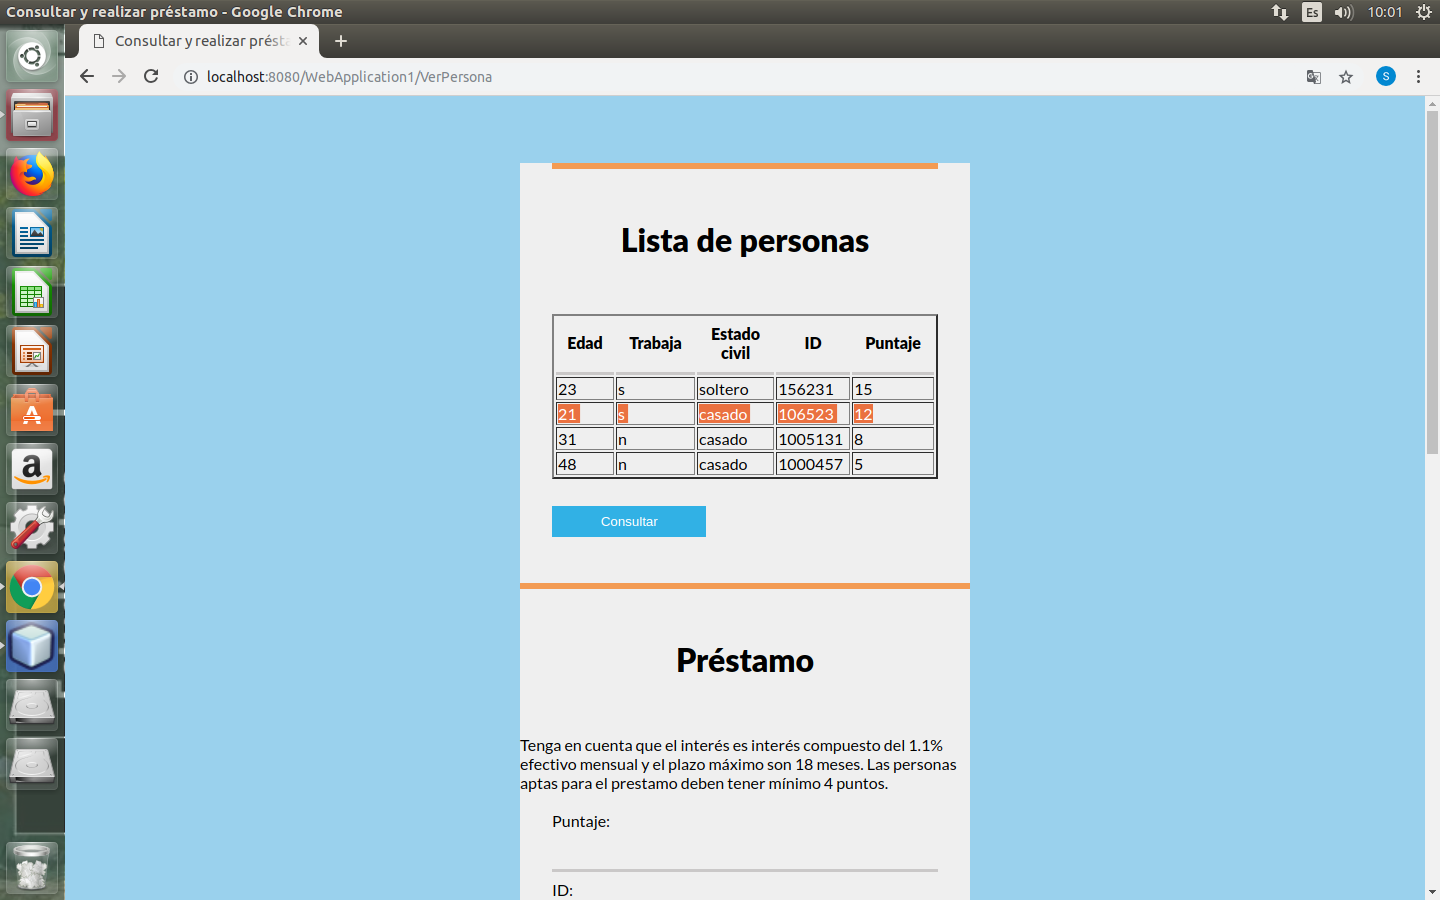 Consultar y realizar préstamo - Google Chrome
Es
10:01
Consultar y realizar présta
localhost:8080/WebApplication1/VerPersona
S
Lista de personas
Edad Trabaja Estado civil ID Puntaje
23 s soltero 156231 15
21 s casado 106523 12
31 n casado 1005131 8
48 n casado 1000457 5
Consultar
Préstamo
Tenga en cuenta que el interés es interés compuesto del 1.1%
efectivo mensual y el plazo máximo son 18 meses. Las personas
aptas para el prestamo deben tener mínimo 4 puntos.
Puntaje:
ID: